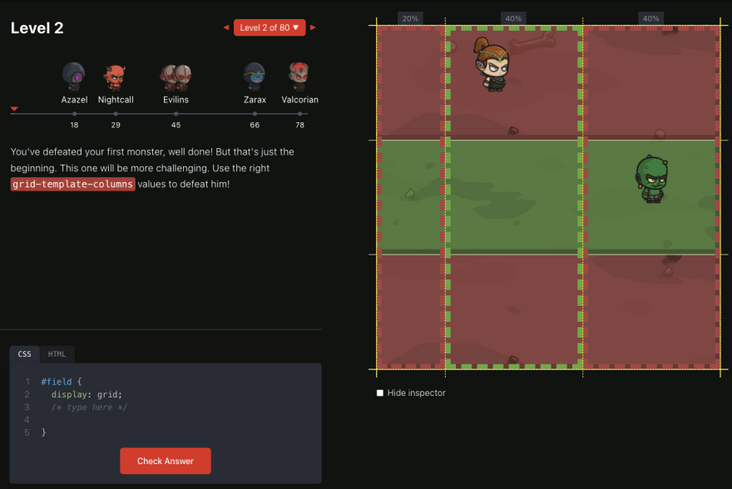 Level 2
Level 2 of 80 ▼
20%
40%
40%
Azazel
Nightcall
Evilins
Zarax
Valcorian
18
29
45
66
78
You've defeated your first monster, well done! But that's just the
beginning. This one will be more challenging. Use the right
grid-template-columns values to defeat him!
CSS
HTML
1 #field {
2 display: grid;
3 /* type here */
4
5 }
Check Answer
Hide inspector